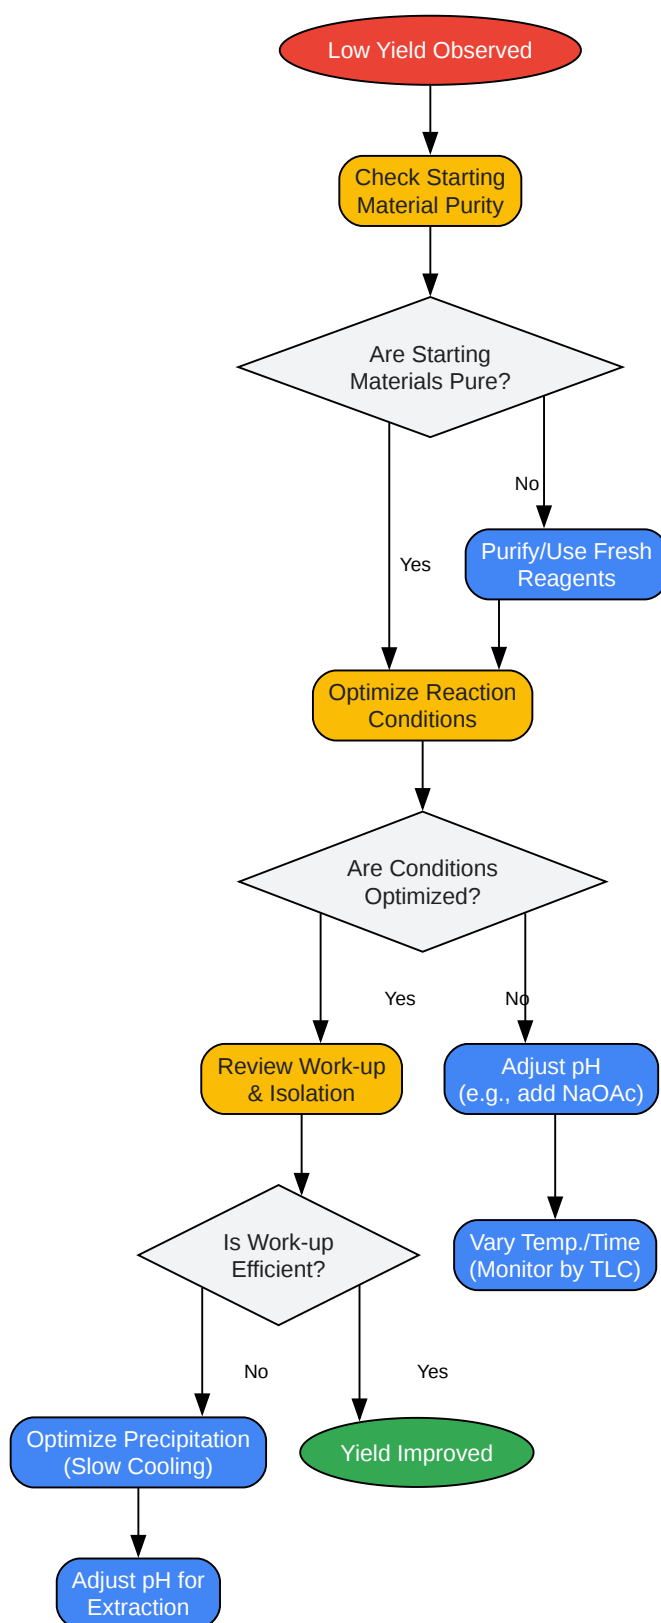 Low Yield Observed
Check Starting
Material Purity
Are Starting
Materials Pure?
No
Purify/Use Fresh
Reagents
Yes
Optimize Reaction
Conditions
Are Conditions
Optimized?
Yes
No
Review Work-up
& Isolation
Adjust pH
(e.g., add NaOAc)
Is Work-up
Efficient?
Vary Temp./Time
(Monitor by TLC)
No
Yes
Optimize Precipitation
(Slow Cooling)
Yield Improved
Adjust pH for
Extraction